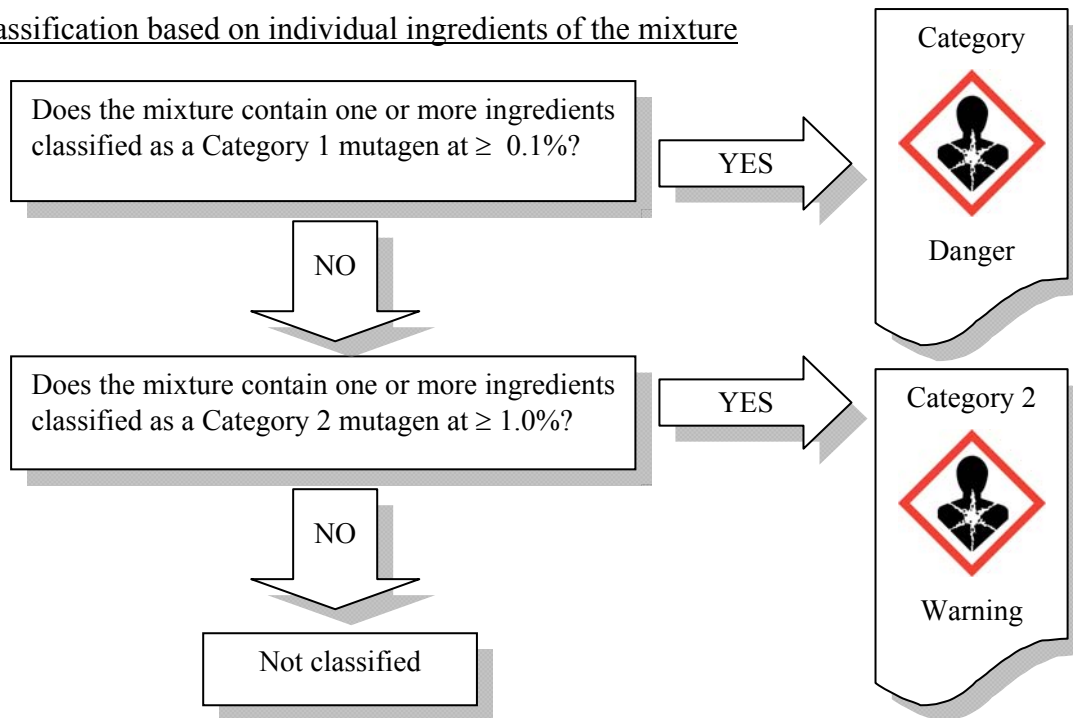 assification based on individual ingredients of the mixture
Does the mixture contain one or more ingredients
classified as a Category 1 mutagen at ≥ 0.1%?
YES
Category
Danger
NO
Does the mixture contain one or more ingredients
classified as a Category 2 mutagen at ≥ 1.0%?
YES
Category 2
Warning
NO
Not classified